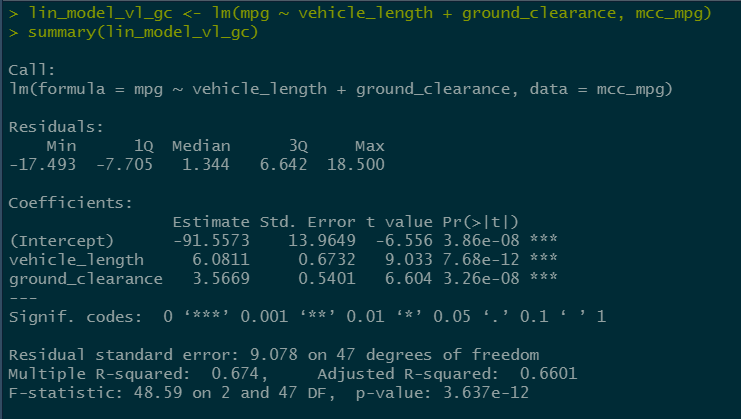 > lin_model_vl_gc <- lm(mpg ~ vehicle_length + ground_clearance, mcc_mpg)
> summary(lin_model_vl_gc)
Call:
lm(formula = mpg ~ vehicle_length + ground_clearance, data = mcc_mpg)
Residuals:
    Min      1Q  Median      3Q     Max
-17.493  -7.705   1.344   6.642  18.500
Coefficients:
                 Estimate Std. Error t value Pr(>|t|)
(Intercept)      -91.5573    13.9649  -6.556 3.86e-08 ***
vehicle_length     6.0811     0.6732   9.033 7.68e-12 ***
ground_clearance   3.5669     0.5401   6.604 3.26e-08 ***
---
Signif. codes:  0 ‘***’ 0.001 ‘**’ 0.01 ‘*’ 0.05 ‘.’ 0.1 ‘ ’ 1
Residual standard error: 9.078 on 47 degrees of freedom
Multiple R-squared:  0.674,	Adjusted R-squared:  0.6601
F-statistic: 48.59 on 2 and 47 DF,  p-value: 3.637e-12